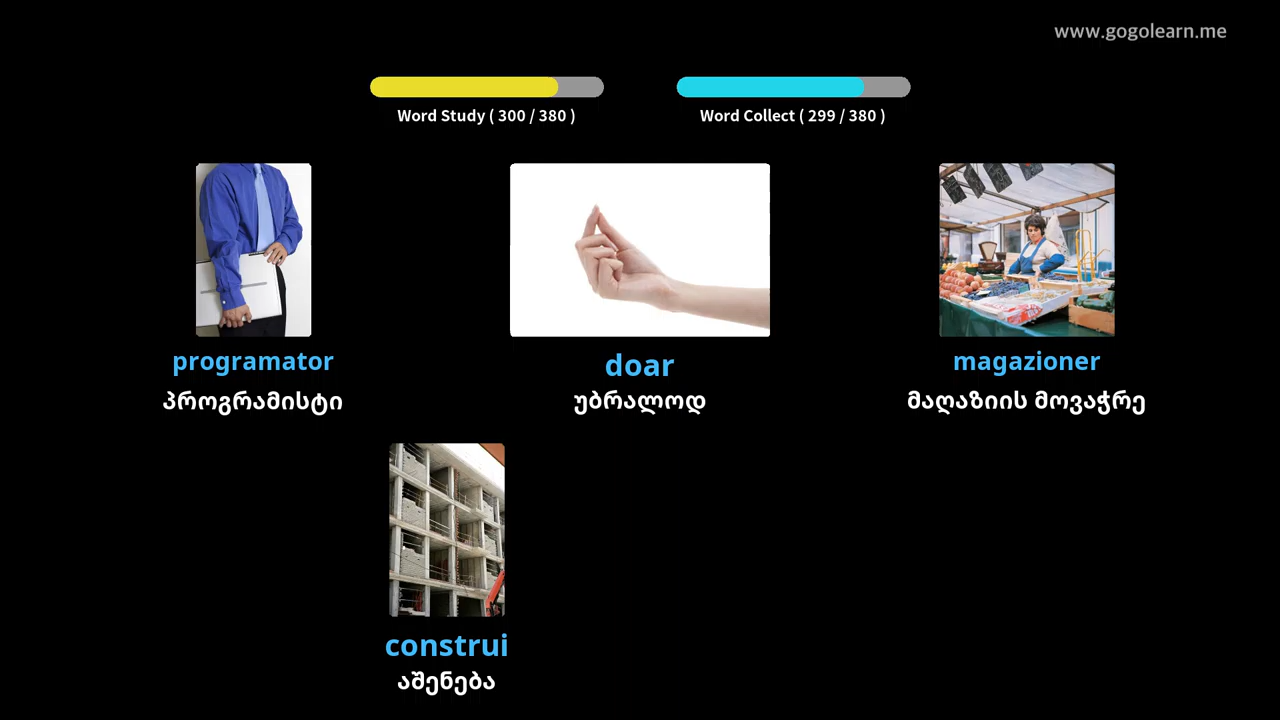 www.gogolearn.me
Word Study ( 300 / 380 )
Word Collect ( 299 / 380 )
programator
doar
magazioner
პროგრამისტი
უბრალოდ
მაღაზიის მოვაჭრე
construi
აშენება